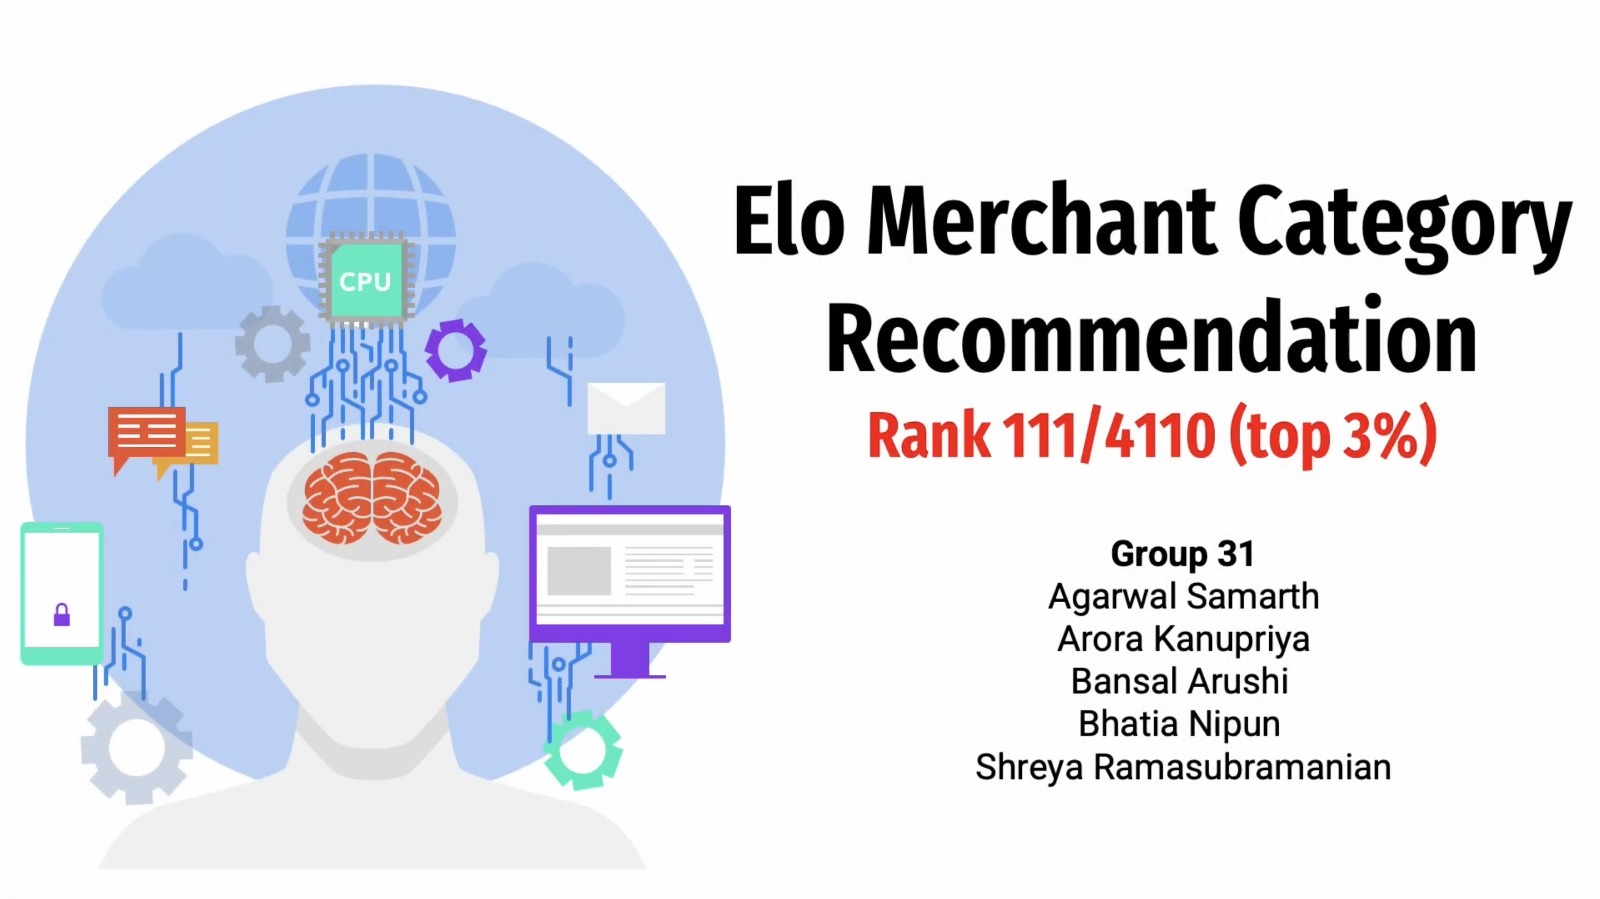 CPU
Elo Merchant Category
Recommendation
Rank 111/4110 (top 3%)
Group 31
Agarwal Samarth
Arora Kanupriya
Bansal Arushi
Bhatia Nipun
Shreya Ramasubramanian